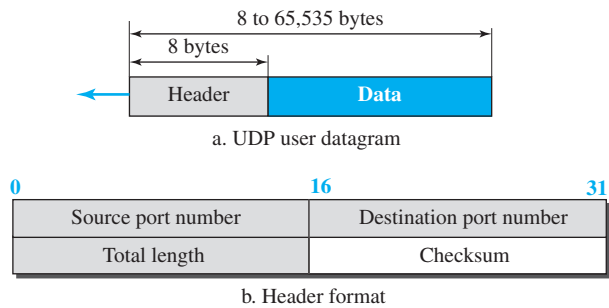 8 to 65,535 bytes
8 bytes
Header Data
a. UDP user datagram
0 16 31
Source port number Destination port number
Total length Checksum
b. Header format